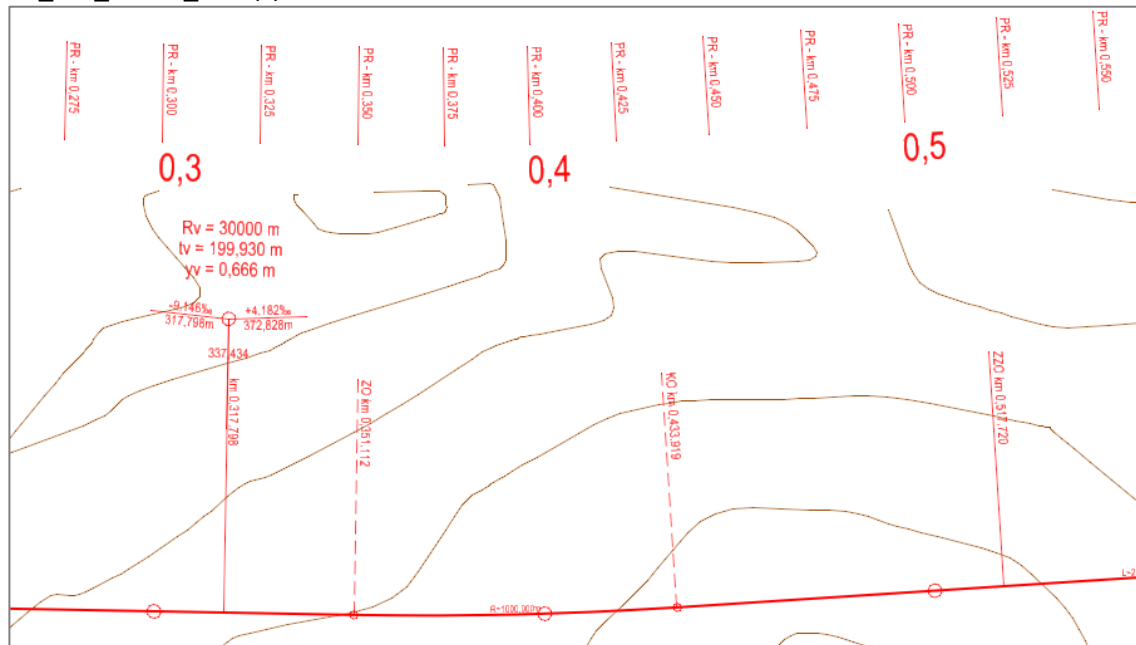 PR - km 0,275
PR - km 0,300
PR - km 0,325
PR - km 0,350
PR - km 0,375
PR - km 0,400
PR - km 0,425
PR - km 0,450
PR - km 0,475
PR - km 0,500
PR - km 0,525
PR - km 0,550
0,3
0,4
0,5
Rv = 30000 m
tv = 199,930 m
yv = 0,666 m
-9,146‰
+4,182‰
317,798m
372,828m
337,434
km 0,317,798
ZO km 0,351,112
KO km 0,433,919
ZZO km 0,517,720
R=1000,000m